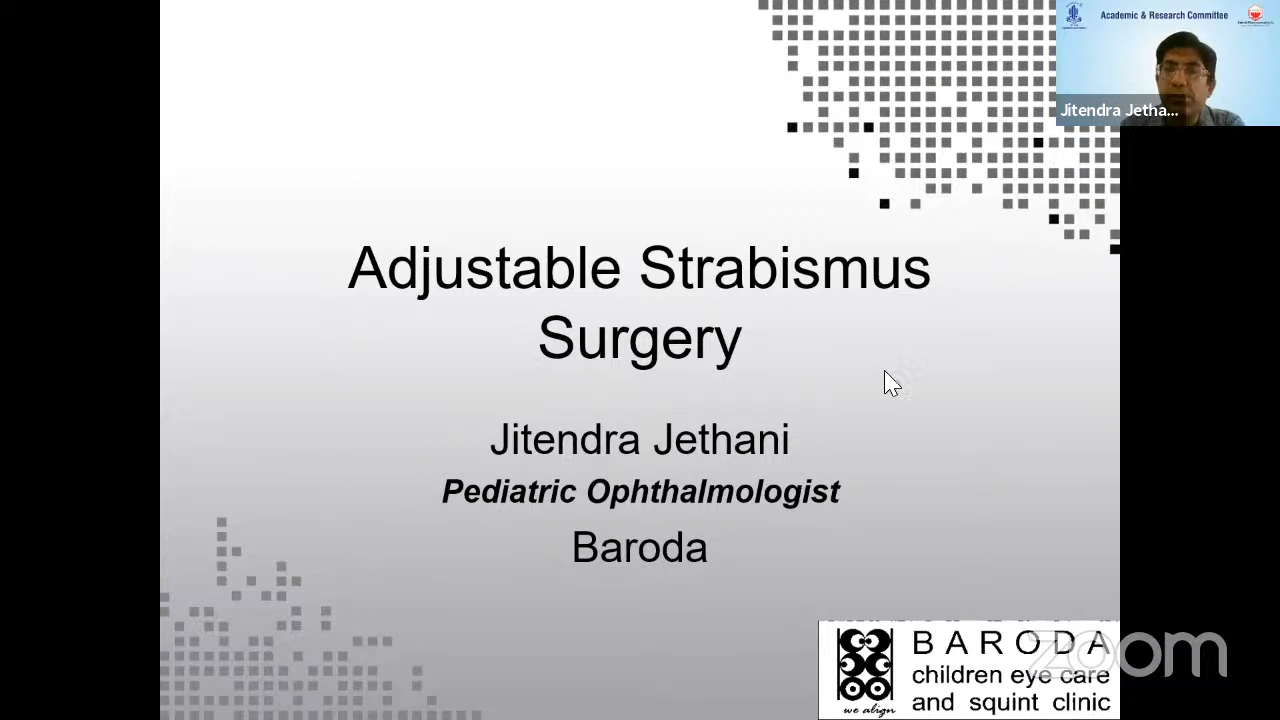 Academic & Research Committee
Jitendra Jetha...
Adjustable Strabismus
Surgery
Jitendra Jethani
Pediatric Ophthalmologist
Baroda
BARODA
children eye care
and squint clinic
we align
zoom